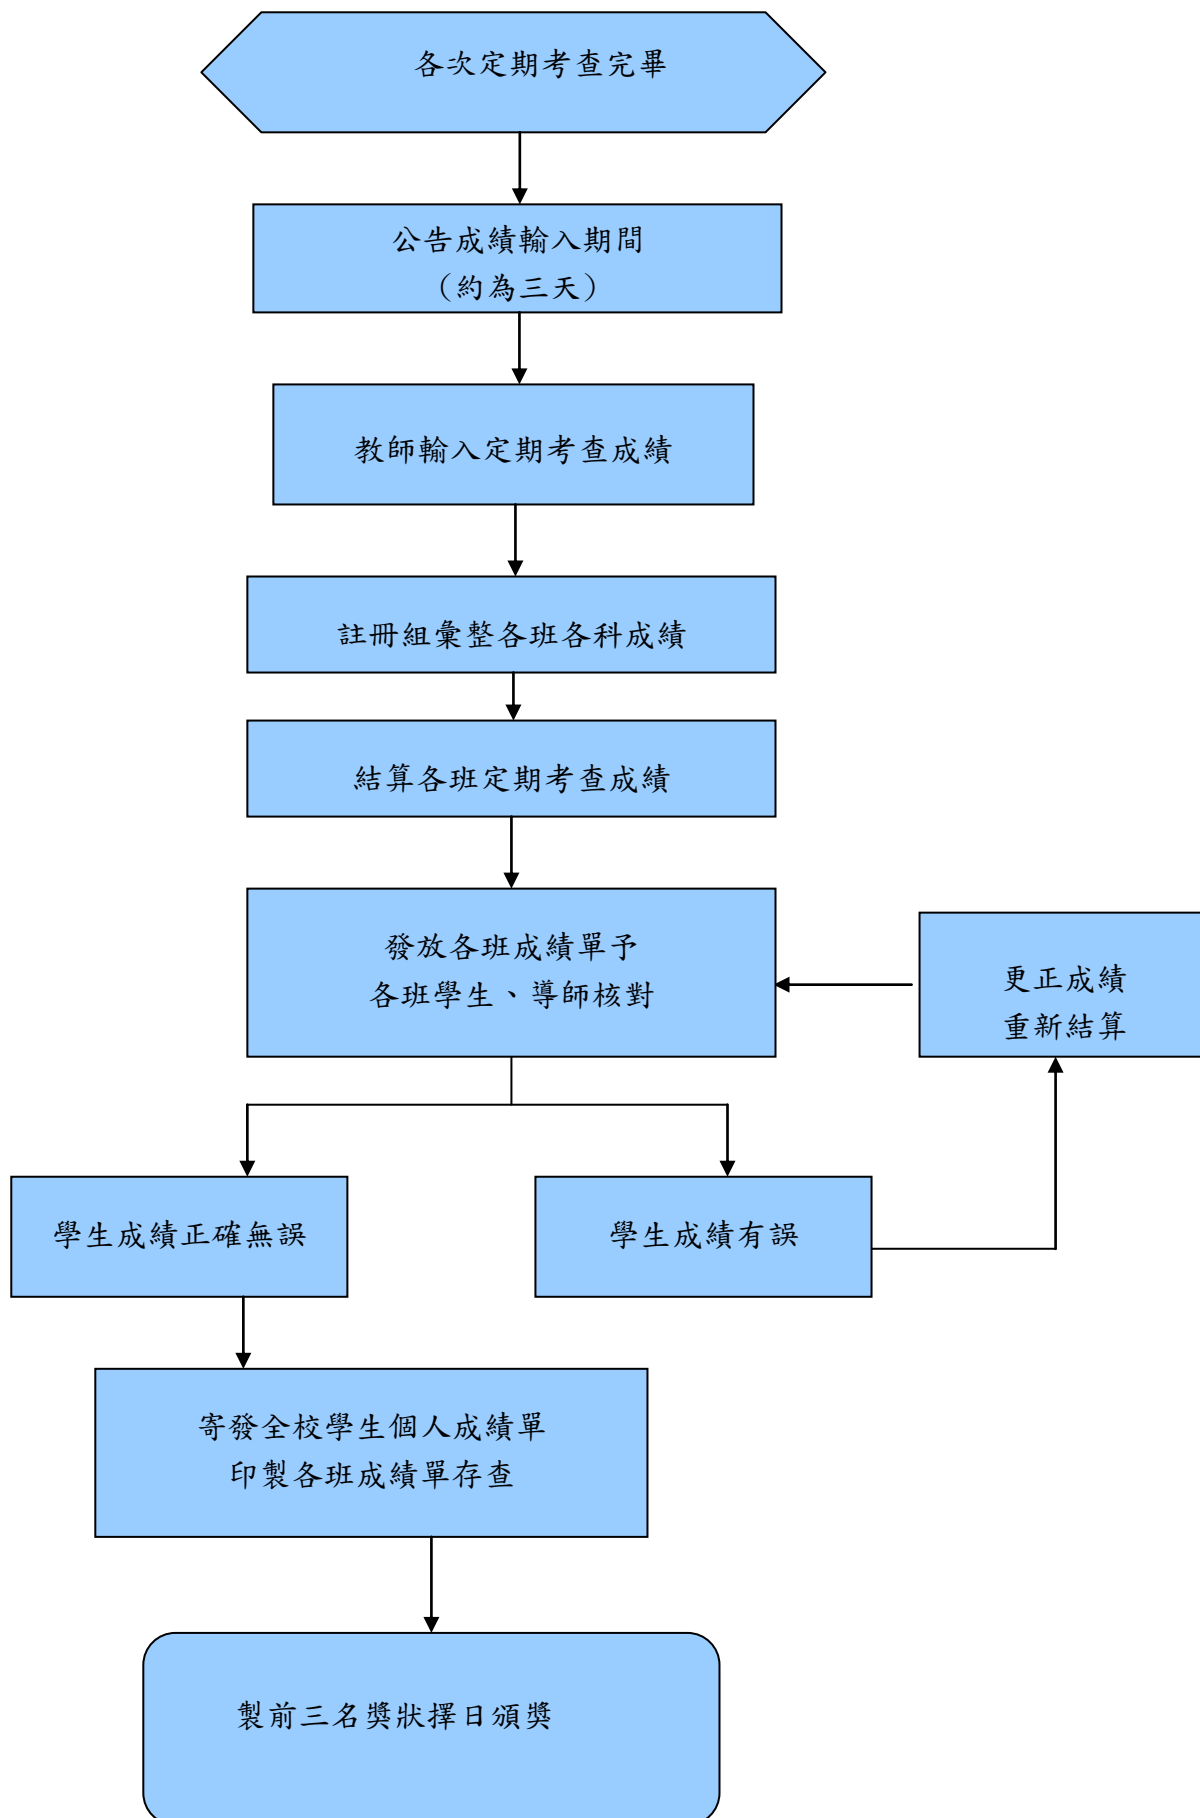 各次定期考查完畢
公告成績輸入期間
（約為三天）
教師輸入定期考查成績
註冊組彙整各班各科成績
結算各班定期考查成績
發放各班成績單予
各班學生、導師核對
更正成績
重新結算
學生成績正確無誤
學生成績有誤
寄發全校學生個人成績單
印製各班成績單存查
製前三名獎狀擇日頒獎